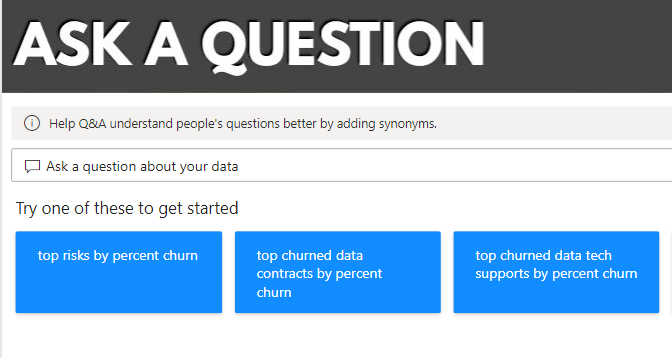 ASK A QUESTION
Help Q&A understand people's questions better by adding synonyms.
Ask a question about your data
Try one of these to get started
top risks by percent churn
top churned data
contracts by percent
churn
top churned data tech
supports by percent churn